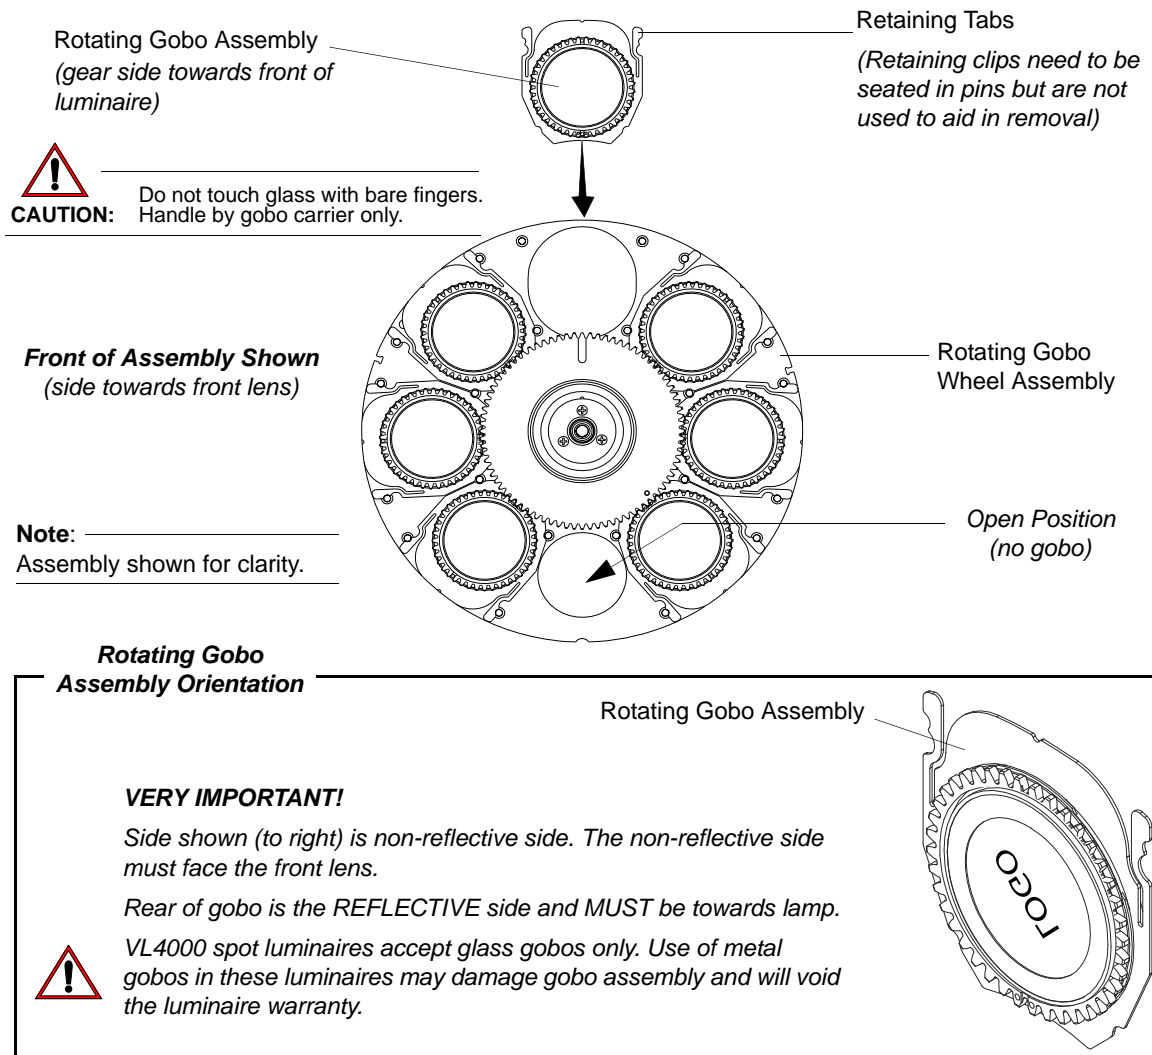 Rotating Gobo Assembly
(gear side towards front of
luminaire)
Retaining Tabs
(Retaining clips need to be
seated in pins but are not
used to aid in removal)
CAUTION:
Do not touch glass with bare fingers.
Handle by gobo carrier only.
Front of Assembly Shown
(side towards front lens)
Rotating Gobo
Wheel Assembly
Note:
Assembly shown for clarity.
Open Position
(no gobo)
Rotating Gobo
Assembly Orientation
Rotating Gobo Assembly
VERY IMPORTANT!
Side shown (to right) is non-reflective side. The non-reflective side
must face the front lens.
Rear of gobo is the REFLECTIVE side and MUST be towards lamp.
VL4000 spot luminaires accept glass gobos only. Use of metal
gobos in these luminaires may damage gobo assembly and will void
the luminaire warranty.
LOGO